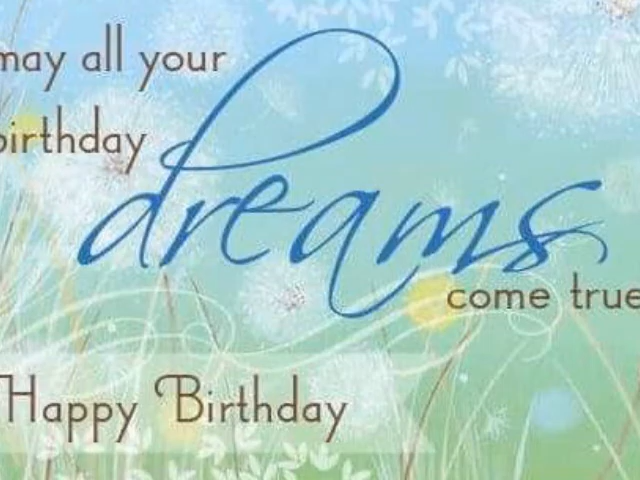 may all your
birthday
dreams
come true
Happy Birthday